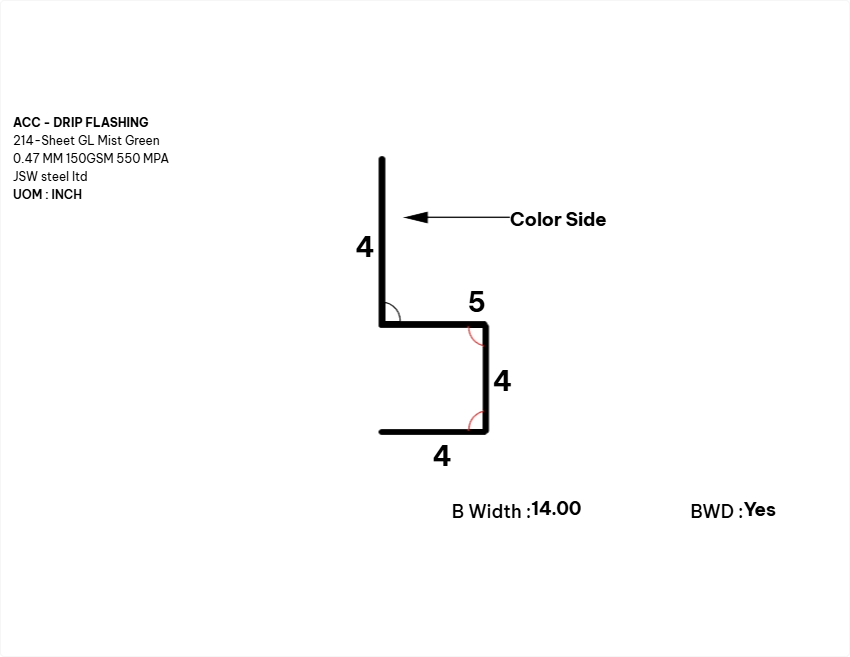 ACC - DRIP FLASHING
214-Sheet GL Mist Green
0.47 MM 150GSM 550 MPA
JSW steel ltd
UOM : INCH
Color Side
4
5
4
4
B Width :14.00
BWD :Yes